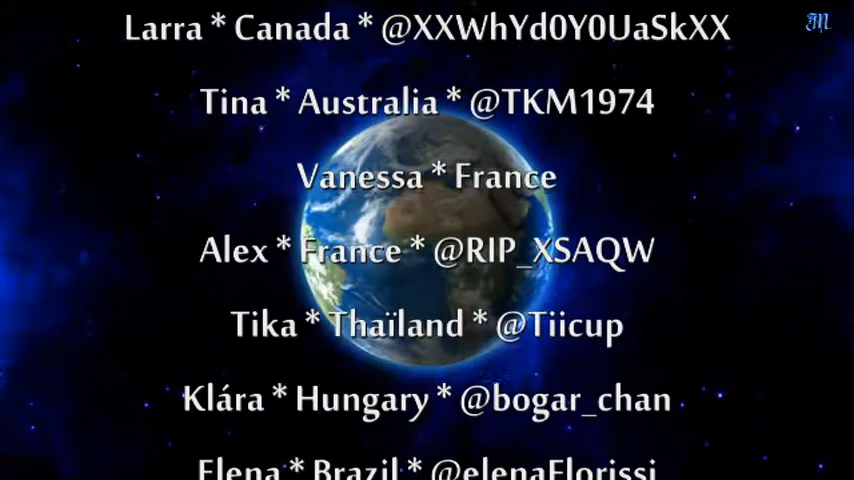 Larra * Canada * @XXWhYd0Y0UaSkXX
Tina * Australia * @TKM1974
Vanessa * France
Alex * France * @RIP_XSAQW
Tika * Thaïland * @Tiicup
Klára * Hungary * @bogar_chan
Elena * Brazil * @elenaFlorissi